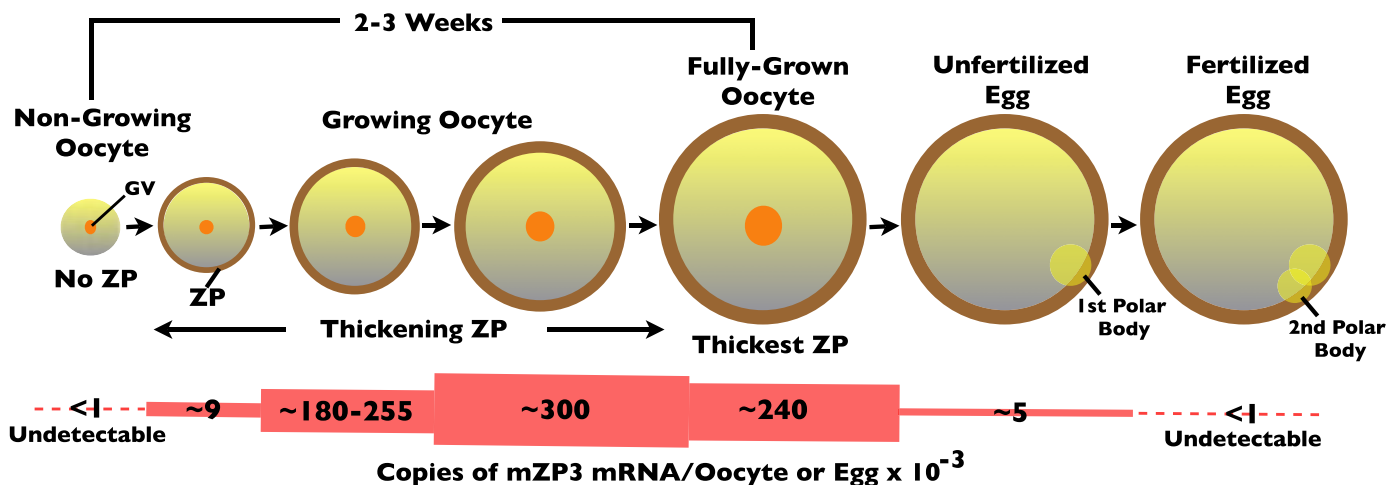 2-3 Weeks
Non-Growing
Oocyte
Growing Oocyte
Fully-Grown
Oocyte
Unfertilized
Egg
Fertilized
Egg
GV
No ZP
ZP
Thickening ZP
Thickest ZP
1st Polar
Body
2nd Polar
Body
<1
Undetectable
~9
~180-255
~300
~240
~5
<1
Undetectable
Copies of mZP3 mRNA/Oocyte or Egg x 10⁻³